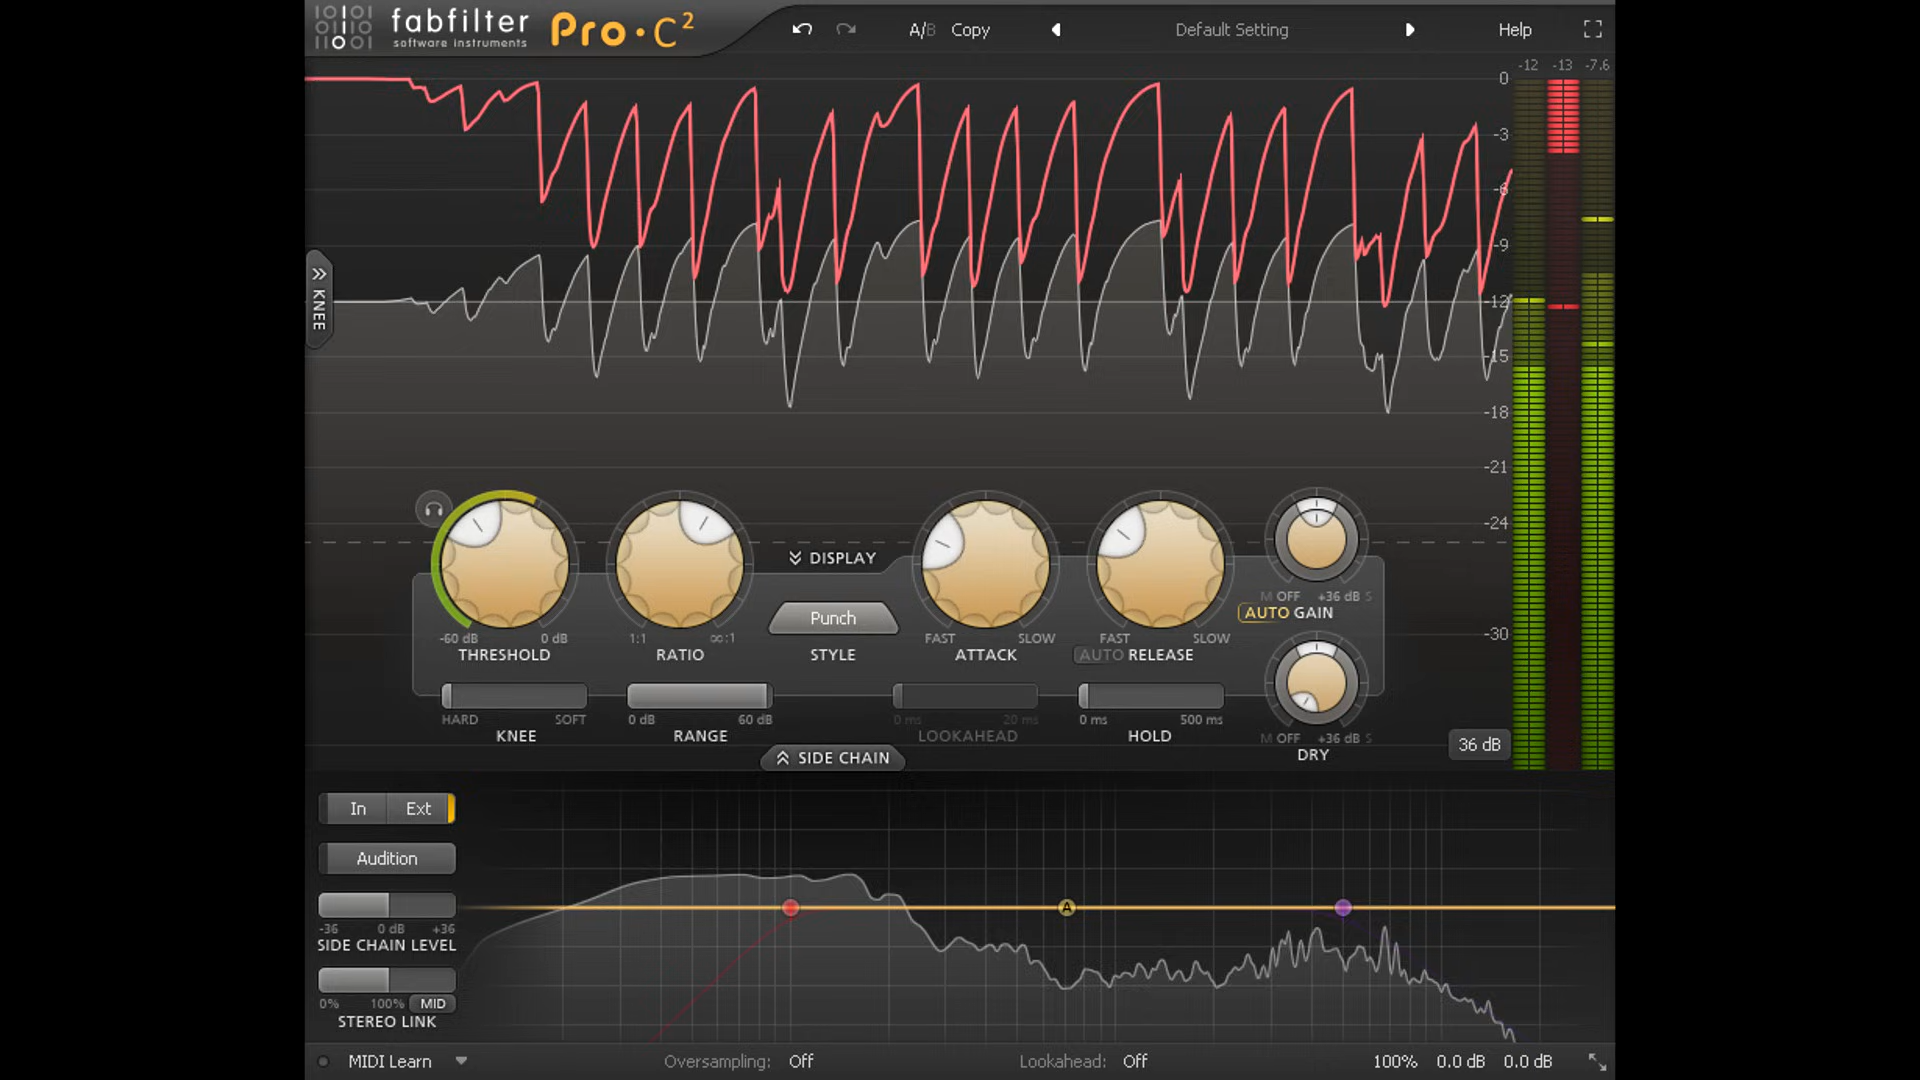 fabfilter
software instruments
Pro·C²
A/B Copy
Default Setting
Help
-12 -13 -7.6
0
-3
-6
-9
-12
-15
-18
-21
-24
-30
KNEE
DISPLAY
-60 dB 0 dB
THRESHOLD
1:1 ∞:1
RATIO
Punch
STYLE
FAST SLOW
ATTACK
FAST SLOW
AUTO RELEASE
M OFF +36 dB S
AUTO GAIN
HARD SOFT
KNEE
0 dB 60 dB
RANGE
0 ms 20 ms
LOOKAHEAD
0 ms 500 ms
HOLD
M OFF +36 dB S
DRY
36 dB
SIDE CHAIN
In Ext
Audition
-36 0 dB +36
SIDE CHAIN LEVEL
0% 100% MID
STEREO LINK
A
MIDI Learn
Oversampling: Off
Lookahead: Off
100% 0.0 dB 0.0 dB